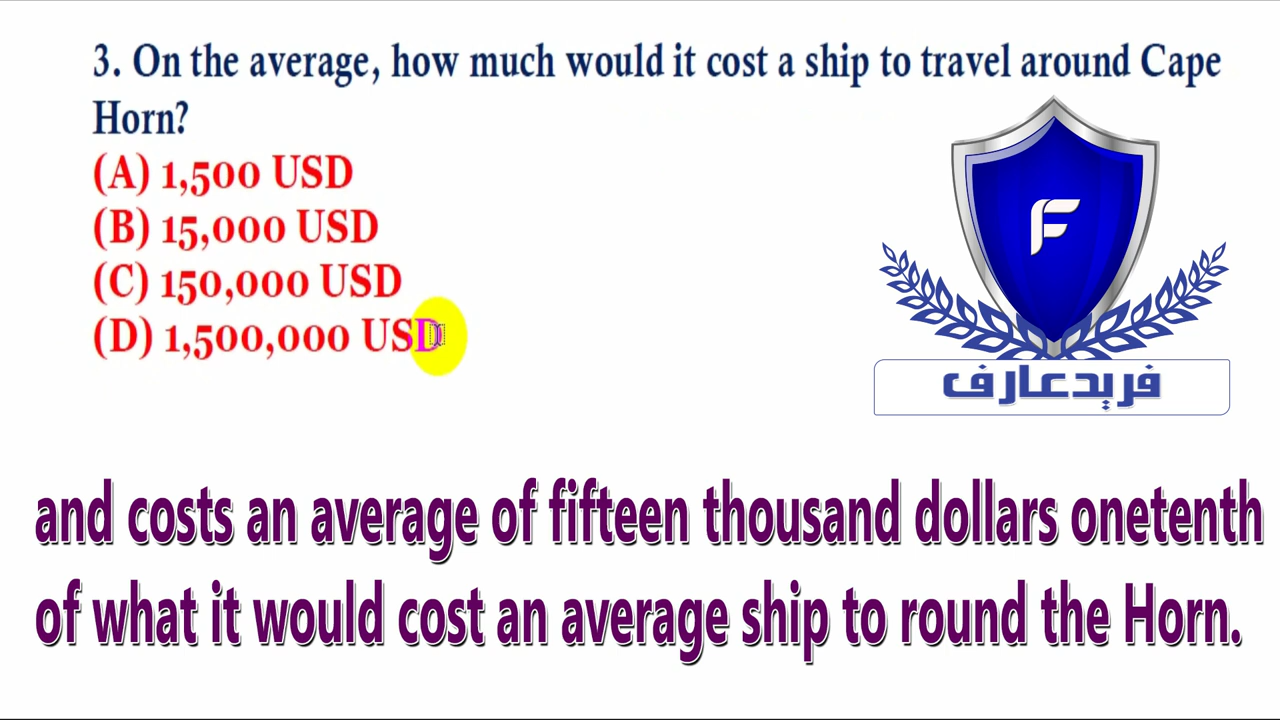 3. On the average, how much would it cost a ship to travel around Cape
Horn?
(A) 1,500 USD
(B) 15,000 USD
(C) 150,000 USD
(D) 1,500,000 USD
F
فريدعارف
and costs an average of fifteen thousand dollars onetenth
of what it would cost an average ship to round the Horn.